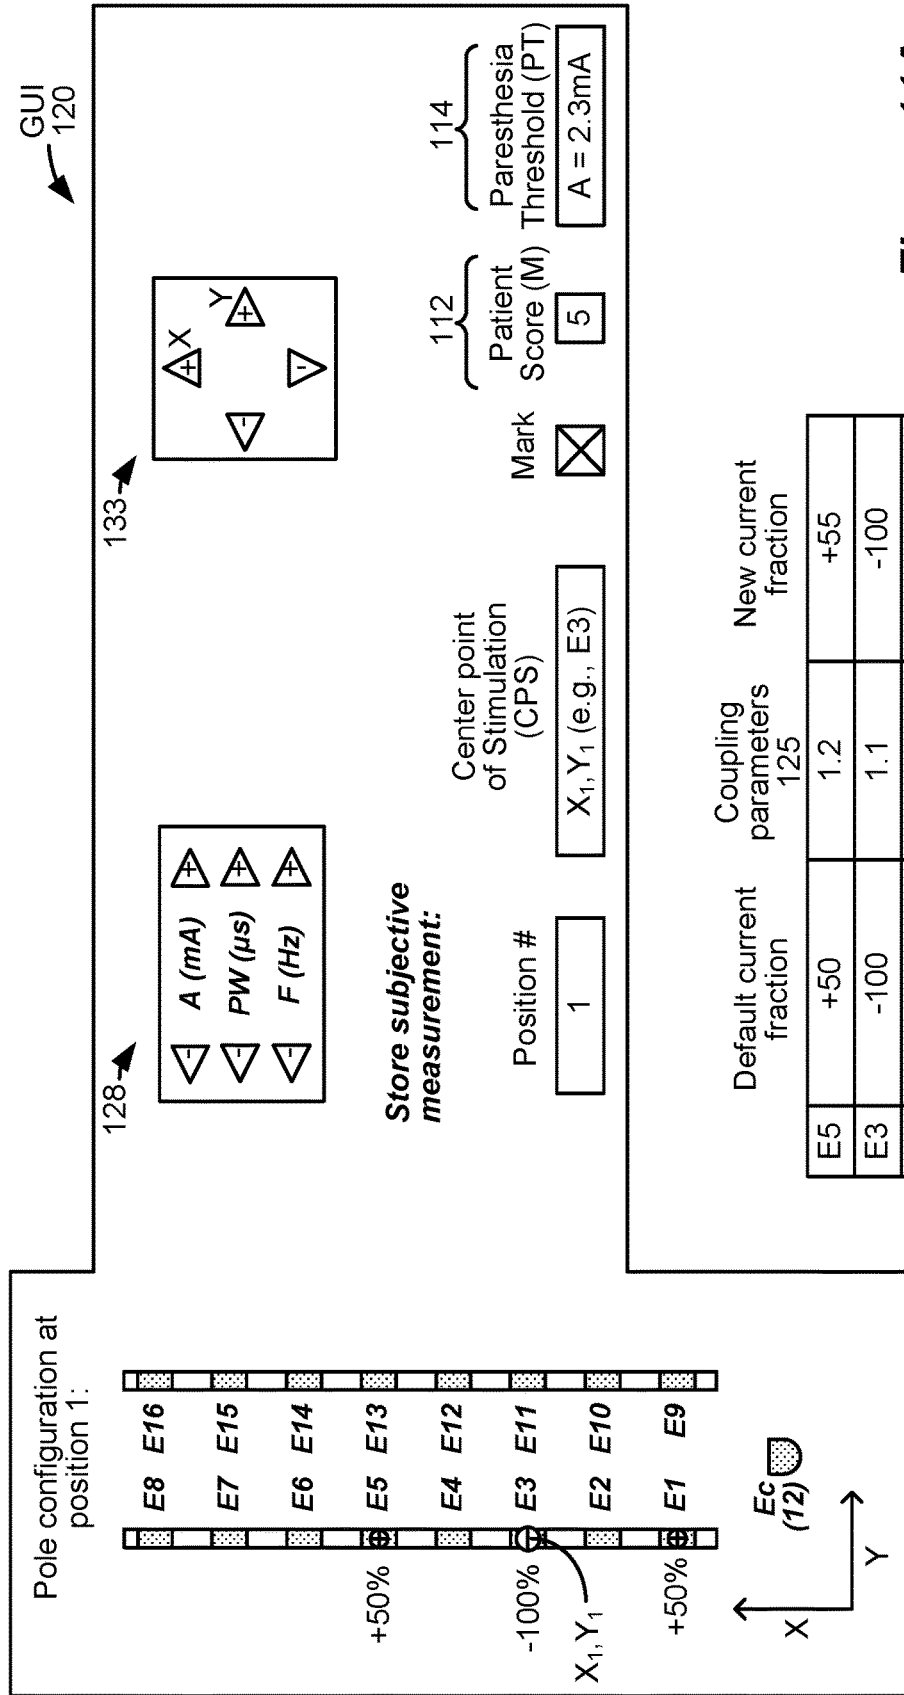 GUI
120
Pole configuration at
position 1:
E8 E16
E7 E15
E6 E14
+50% E5 E13
E4 E12
-100% E3 E11
X₁, Y₁
E2 E10
+50% E1 E9
Ec
(12)
X
Y
128
- A (mA) +
- PW (µs) +
- F (Hz) +
133
+ X
- + Y
-
Store subjective
measurement:
Position #
1
Center point
of Stimulation
(CPS)
X₁, Y₁ (e.g., E3)
Mark
112
Patient
Score (M)
5
114
Paresthesia
Threshold (PT)
A = 2.3mA
Default current
fraction
Coupling
parameters
125
New current
fraction
E5 +50 1.2 +55
E3 -100 1.1 -100